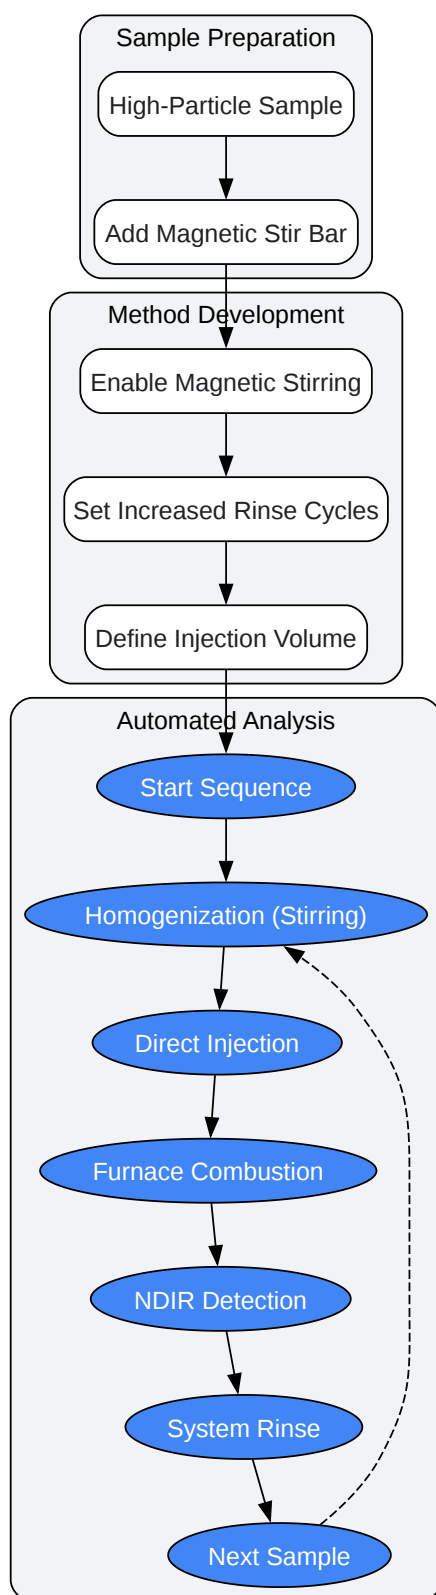 Sample Preparation
High-Particle Sample
Add Magnetic Stir Bar
Method Development
Enable Magnetic Stirring
Set Increased Rinse Cycles
Define Injection Volume
Automated Analysis
Start Sequence
Homogenization (Stirring)
Direct Injection
Furnace Combustion
NDIR Detection
System Rinse
Next Sample